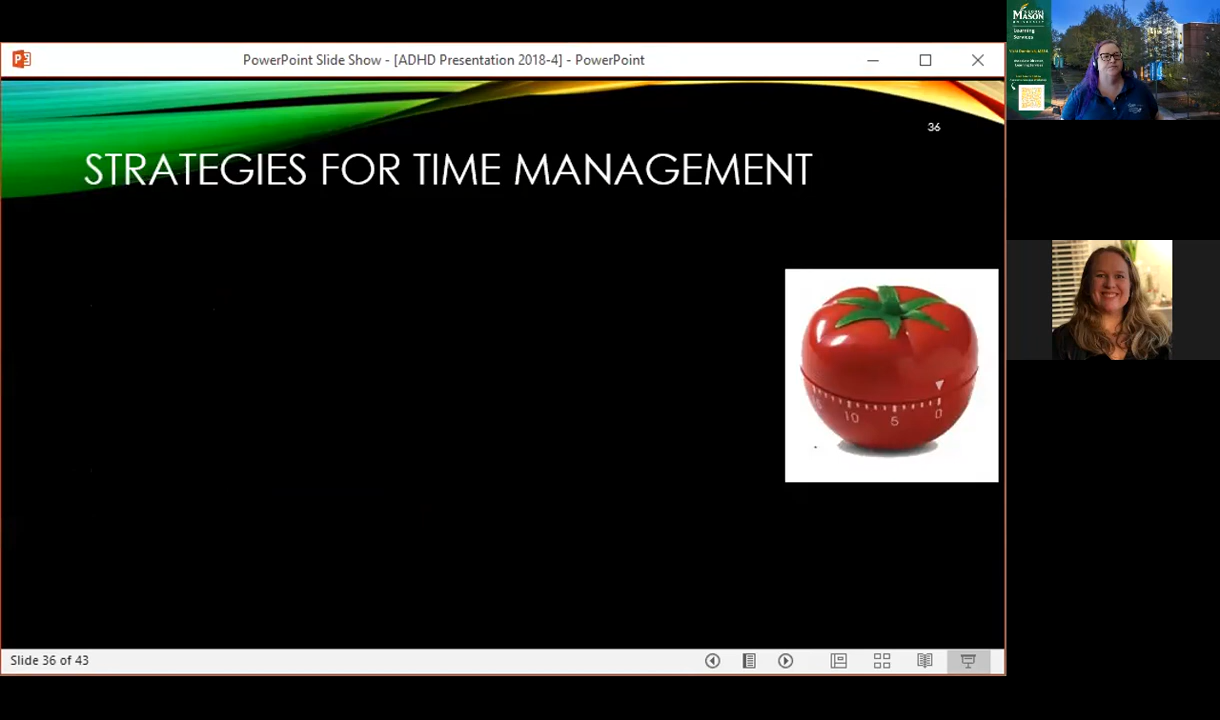 PowerPoint Slide Show - [ADHD Presentation 2018-4] - PowerPoint
36
STRATEGIES FOR TIME MANAGEMENT
10
5
0
Slide 36 of 43
MASON
Learning
Services